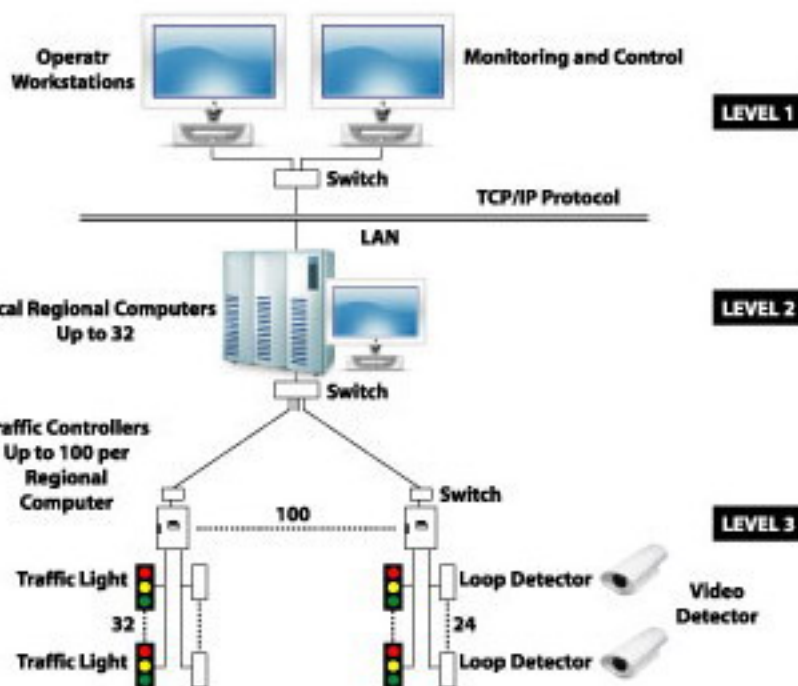 Operatr
Workstations
Monitoring and Control
LEVEL 1
Switch
TCP/IP Protocol
LAN
cal Regional Computers
Up to 32
LEVEL 2
Switch
raffic Controllers
Up to 100 per
Regional
Computer
Switch
100
LEVEL 3
Traffic Light
Loop Detector
Video
Detector
32
24
Traffic Light
Loop Detector